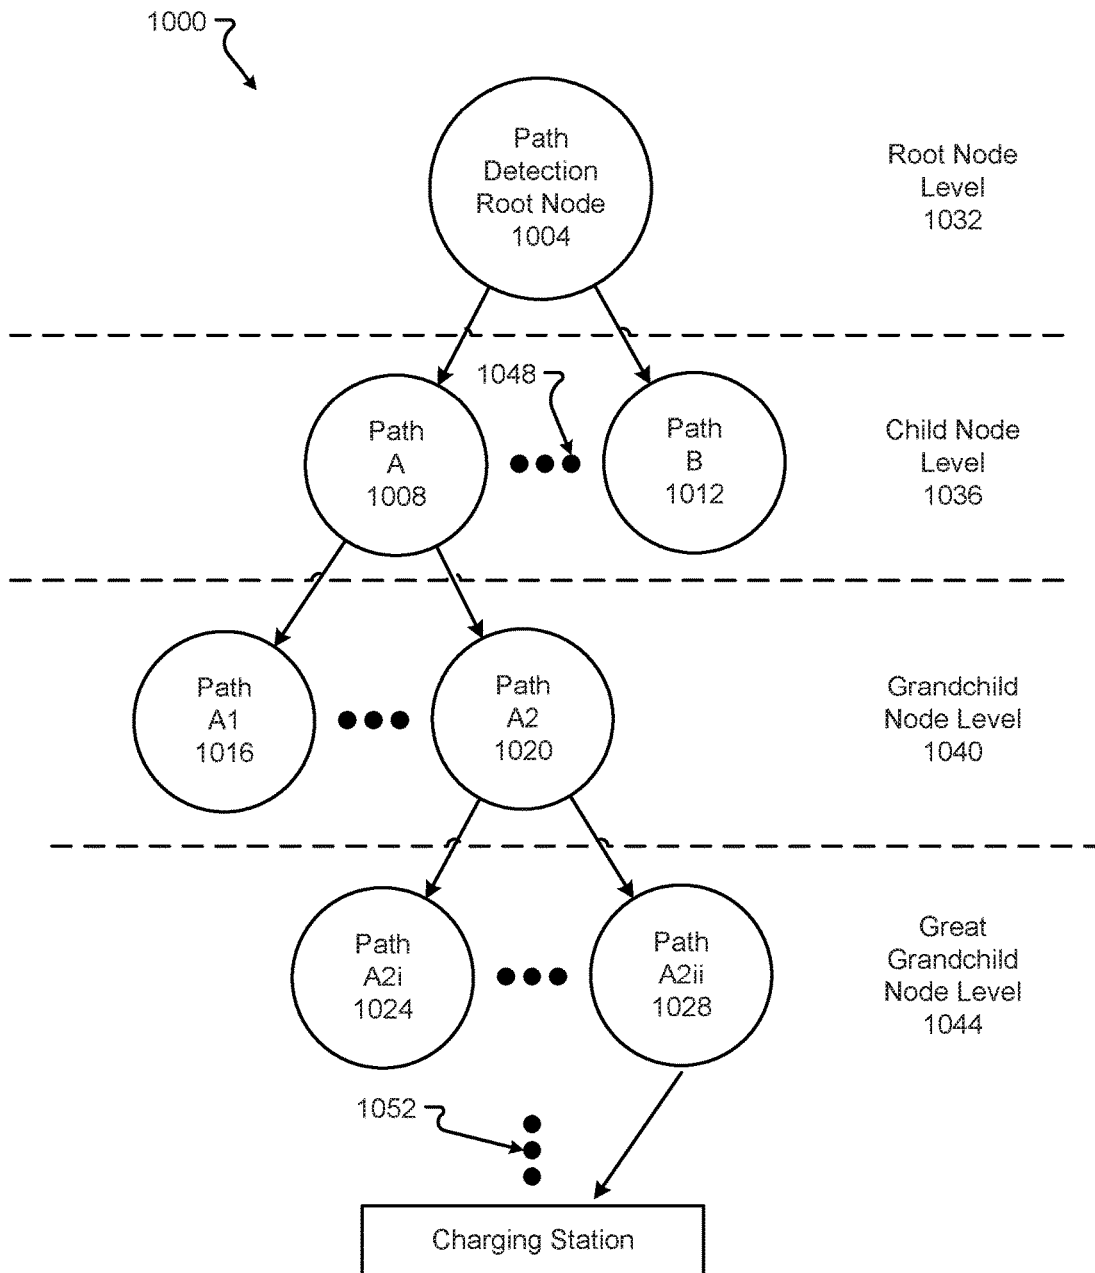 1000
Path
Detection
Root Node
1004
Root Node
Level
1032
1048
Path
A
1008
Path
B
1012
Child Node
Level
1036
Path
A1
1016
Path
A2
1020
Grandchild
Node Level
1040
Path
A2i
1024
Path
A2ii
1028
Great
Grandchild
Node Level
1044
1052
Charging Station